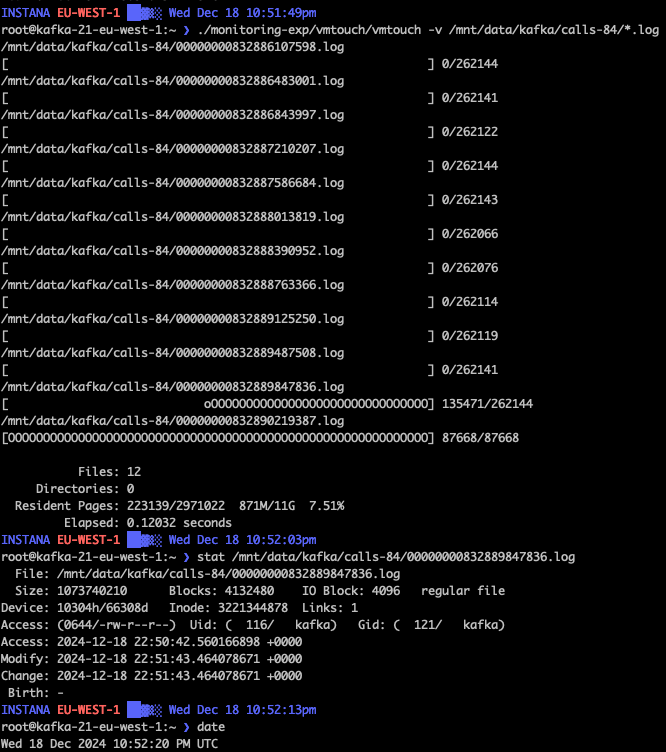 INSTANA EU-WEST-1 █▓▒░ Wed Dec 18 10:51:49pm
root@kafka-21-eu-west-1:~ ❯ ./monitoring-exp/vmtouch/vmtouch -v /mnt/data/kafka/calls-84/*.log
/mnt/data/kafka/calls-84/00000000832886107598.log
[                                                            ] 0/262144
/mnt/data/kafka/calls-84/00000000832886483001.log
[                                                            ] 0/262141
/mnt/data/kafka/calls-84/00000000832886843997.log
[                                                            ] 0/262122
/mnt/data/kafka/calls-84/00000000832887210207.log
[                                                            ] 0/262144
/mnt/data/kafka/calls-84/00000000832887586684.log
[                                                            ] 0/262143
/mnt/data/kafka/calls-84/00000000832888013819.log
[                                                            ] 0/262066
/mnt/data/kafka/calls-84/00000000832888390952.log
[                                                            ] 0/262076
/mnt/data/kafka/calls-84/00000000832888763366.log
[                                                            ] 0/262114
/mnt/data/kafka/calls-84/00000000832889125250.log
[                                                            ] 0/262119
/mnt/data/kafka/calls-84/00000000832889487508.log
[                                                            ] 0/262141
/mnt/data/kafka/calls-84/00000000832889847836.log
[                            oOOOOOOOOOOOOOOOOOOOOOOOOOOOOOOO] 135471/262144
/mnt/data/kafka/calls-84/00000000832890219387.log
[OOOOOOOOOOOOOOOOOOOOOOOOOOOOOOOOOOOOOOOOOOOOOOOOOOOOOOOOOOOO] 87668/87668
           Files: 12
     Directories: 0
  Resident Pages: 223139/2971022  871M/11G  7.51%
         Elapsed: 0.12032 seconds
INSTANA EU-WEST-1 █▓▒░ Wed Dec 18 10:52:03pm
root@kafka-21-eu-west-1:~ ❯ stat /mnt/data/kafka/calls-84/00000000832889847836.log
  File: /mnt/data/kafka/calls-84/00000000832889847836.log
  Size: 1073740210      Blocks: 4132480    IO Block: 4096   regular file
Device: 10304h/66308d   Inode: 3221344878  Links: 1
Access: (0644/-rw-r--r--)  Uid: (  116/   kafka)   Gid: (  121/   kafka)
Access: 2024-12-18 22:50:42.560166898 +0000
Modify: 2024-12-18 22:51:43.464078671 +0000
Change: 2024-12-18 22:51:43.464078671 +0000
 Birth: -
INSTANA EU-WEST-1 █▓▒░ Wed Dec 18 10:52:13pm
root@kafka-21-eu-west-1:~ ❯ date
Wed 18 Dec 2024 10:52:20 PM UTC